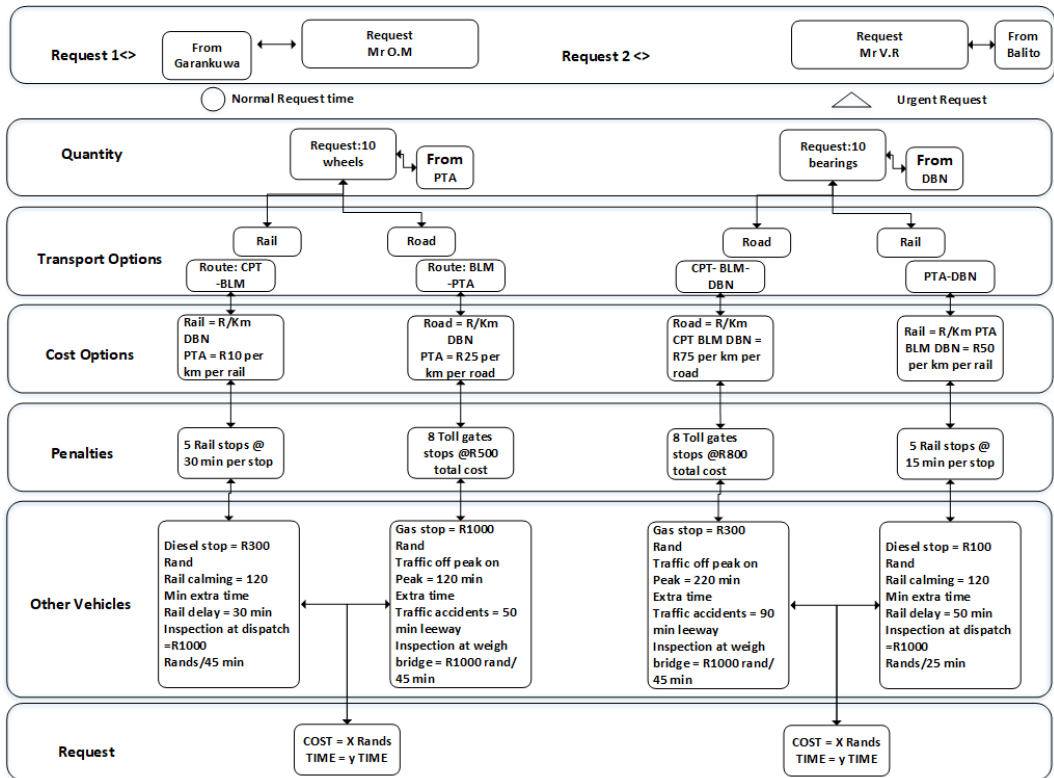 Request 1<>
From
Garankuwa
Request
Mr O.M
Request 2 <>
Request
Mr V.R
From
Balito
Normal Request time
Urgent Request
Quantity
Request:10
wheels
From
PTA
Request:10
bearings
From
DBN
Transport Options
Rail
Road
Road
Rail
Route: CPT
-BLM
Route: BLM
-PTA
CPT- BLM-
DBN
PTA-DBN
Cost Options
Rail = R/Km
DBN
PTA = R10 per
km per rail
Road = R/Km
DBN
PTA = R25 per
km per road
Road = R/Km
CPT BLM DBN =
R75 per km per
road
Rail = R/Km PTA
BLM DBN = R50
per km per rail
Penalties
5 Rail stops @
30 min per stop
8 Toll gates
stops @R500
total cost
8 Toll gates
stops @R800
total cost
5 Rail stops @
15 min per stop
Other Vehicles
Diesel stop = R300
Rand
Rail calming = 120
Min extra time
Rail delay = 30 min
Inspection at dispatch
=R1000
Rands/45 min
Gas stop = R1000
Rand
Traffic off peak on
Peak = 120 min
Extra time
Traffic accidents = 50
min leeway
Inspection at weigh
bridge = R1000 rand/
45 min
Gas stop = R300
Rand
Traffic off peak on
Peak = 220 min
Extra time
Traffic accidents = 90
min leeway
Inspection at weigh
bridge = R1000 rand/
45 min
Diesel stop = R100
Rand
Rail calming = 120
Min extra time
Rail delay = 50 min
Inspection at dispatch
=R1000
Rands/25 min
Request
COST = X Rands
TIME = y TIME
COST = X Rands
TIME = y TIME